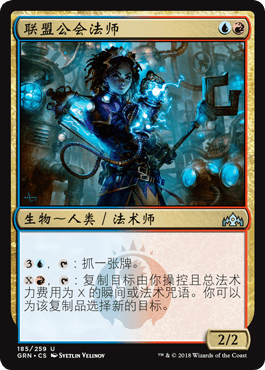 联盟公会法师
生物～人类／法术师
3，：抓一张牌。
X，：复制目标由你操控且总法术
力费用为X的瞬间或法术咒语。你可以
为该复制品选择新的目标。
2/2
185/259 U
GRN • CS Svetlin Velinov
™ & © 2018 Wizards of the Coast